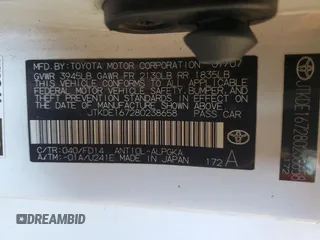 MFD BY: TOYOTA MOTOR CORPORATION 07/07
GVWR 3945LB GAWR FR 2130LB RR 1835LB
THIS VEHICLE CONFORMS TO ALL APPLICABLE
FEDERAL MOTOR VEHICLE SAFETY, BUMPER,
AND THEFT PREVENTION STANDARDS IN EFFECT
ON THE DATE OF MANUFACTURE SHOWN ABOVE.
JTKDE167280238658 PASS CAR
C/TR: 040/FD14 ANT10L-ALPGKA
A/TM: -01A/U241E MADE IN JAPAN
172 A
TOYOTA
DREAMBID